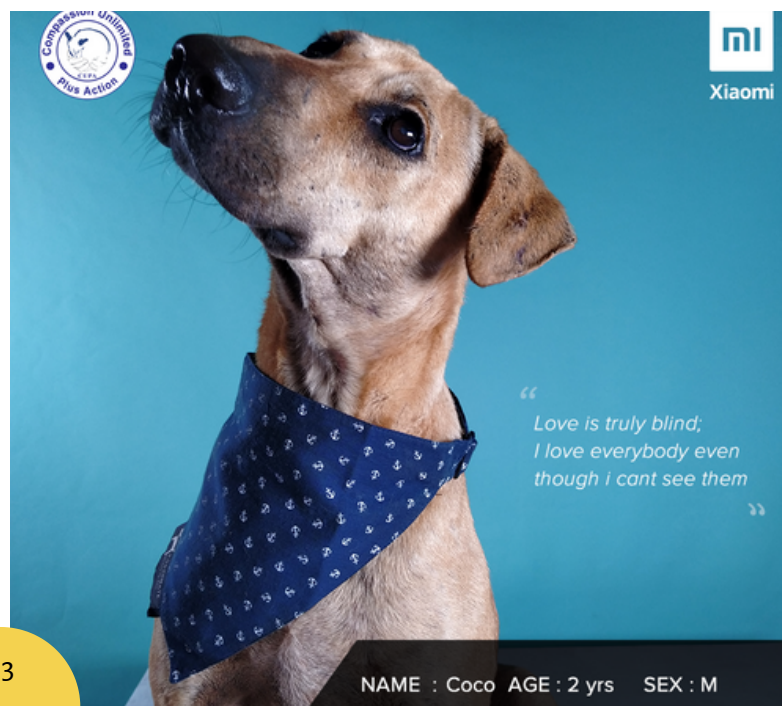 Compassion Unlimited
CUPA
Plus Action
mi
Xiaomi
“
Love is truly blind;
I love everybody even
though i cant see them
”
3
NAME : Coco AGE : 2 yrs SEX : M